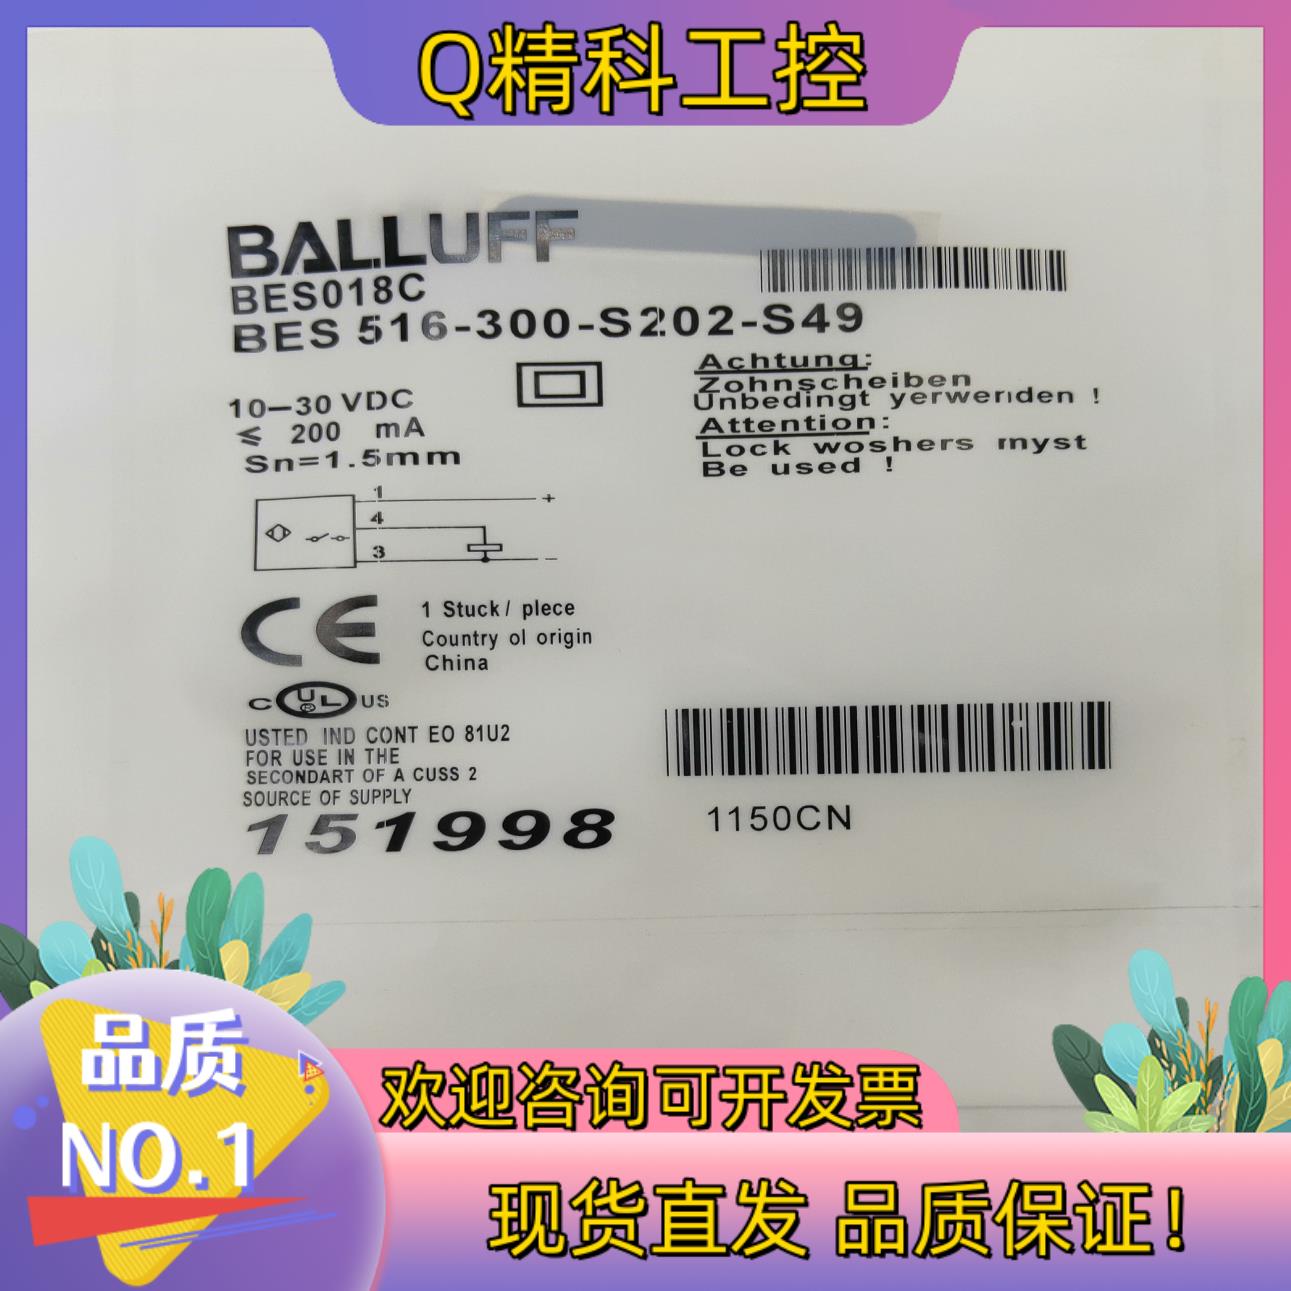 Q精科工控
BALLUFF
BES018C
BES 516-300-S202-S49
10-30 VDC
≤ 200 mA
Sn=1.5mm
Achtung:
Zohnscheiben
Unbedingt yerwenden !
Attention:
Lock woshers myst
Be used !
1
+
4
3
-
CE
1 Stuck/ plece
Country ol origin
China
C UL® US
USTED IND CONT EO 81U2
FOR USE IN THE
SECONDART OF A CUSS 2
SOURCE OF SUPPLY
151998
1150CN
品质
NO.1
欢迎咨询可开发票
现货直发 品质保证!